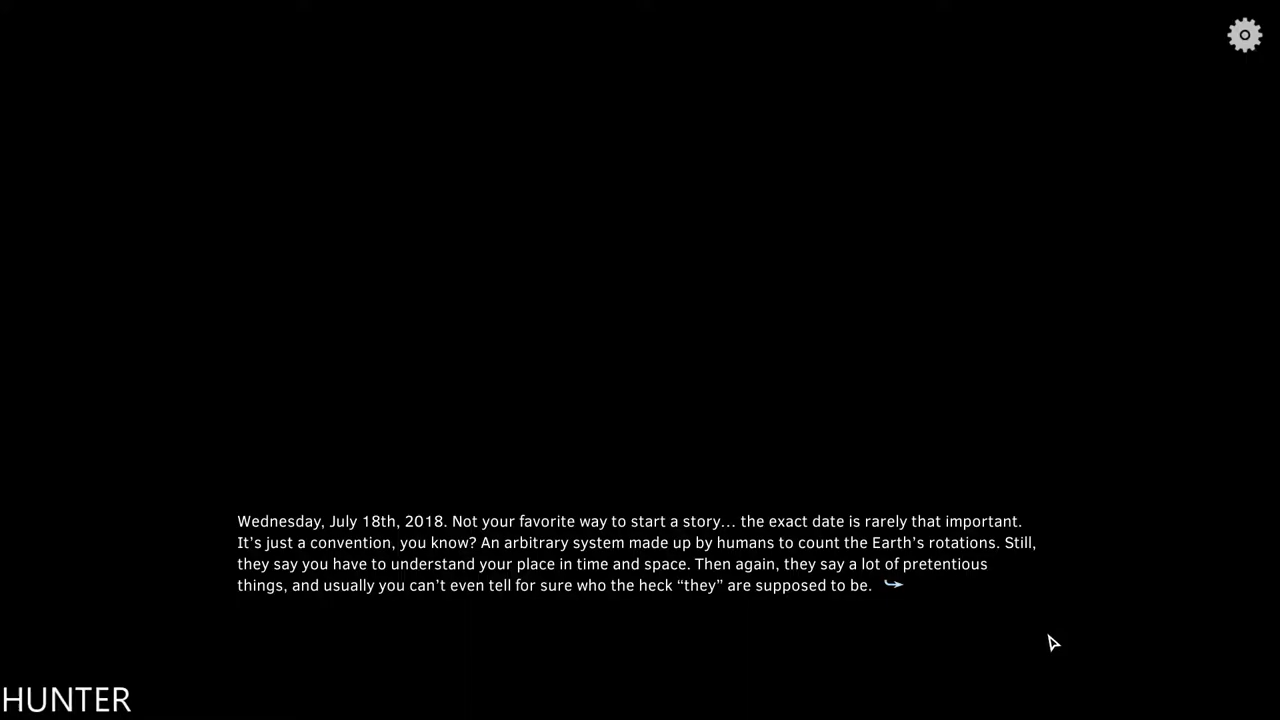 Wednesday, July 18th, 2018. Not your favorite way to start a story… the exact date is rarely that important.
It’s just a convention, you know? An arbitrary system made up by humans to count the Earth’s rotations. Still,
they say you have to understand your place in time and space. Then again, they say a lot of pretentious
things, and usually you can’t even tell for sure who the heck “they” are supposed to be.
HUNTER